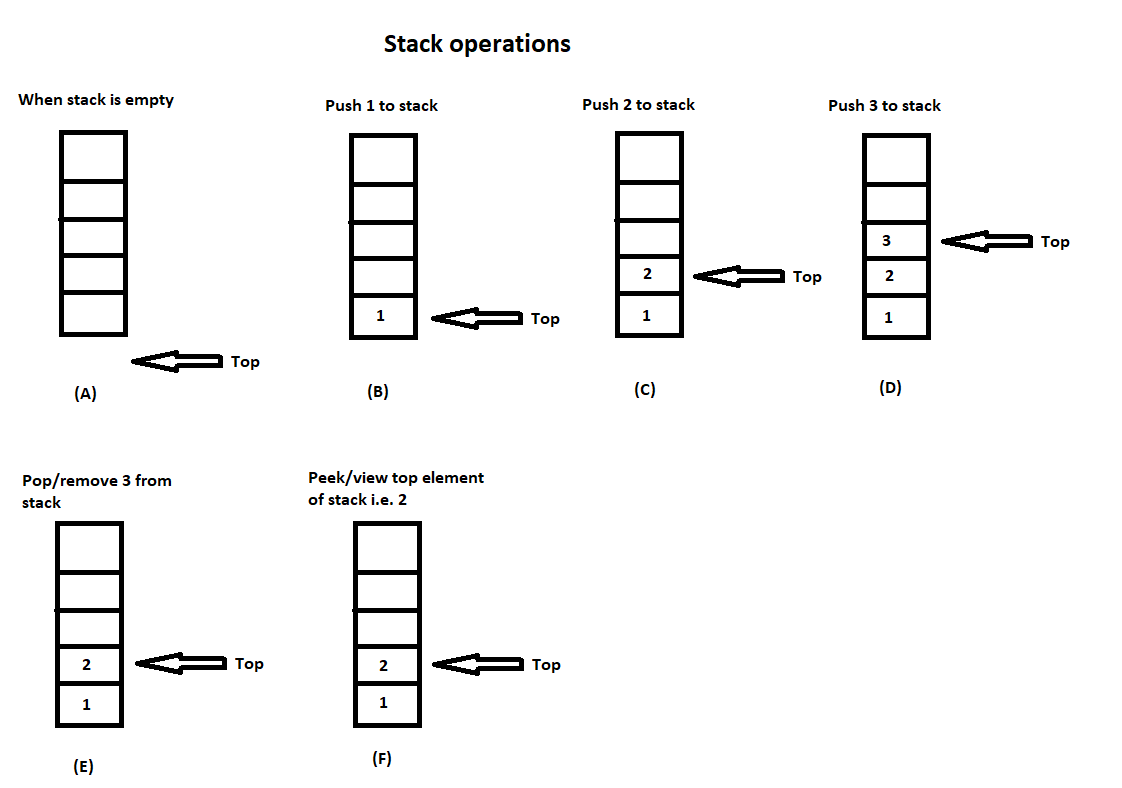 Stack operations
When stack is empty
Top
(A)
Push 1 to stack
1
Top
(B)
Push 2 to stack
2
Top
1
(C)
Push 3 to stack
3
Top
2
1
(D)
Pop/remove 3 from
stack
2
Top
1
(E)
Peek/view top element
of stack i.e. 2
2
Top
1
(F)